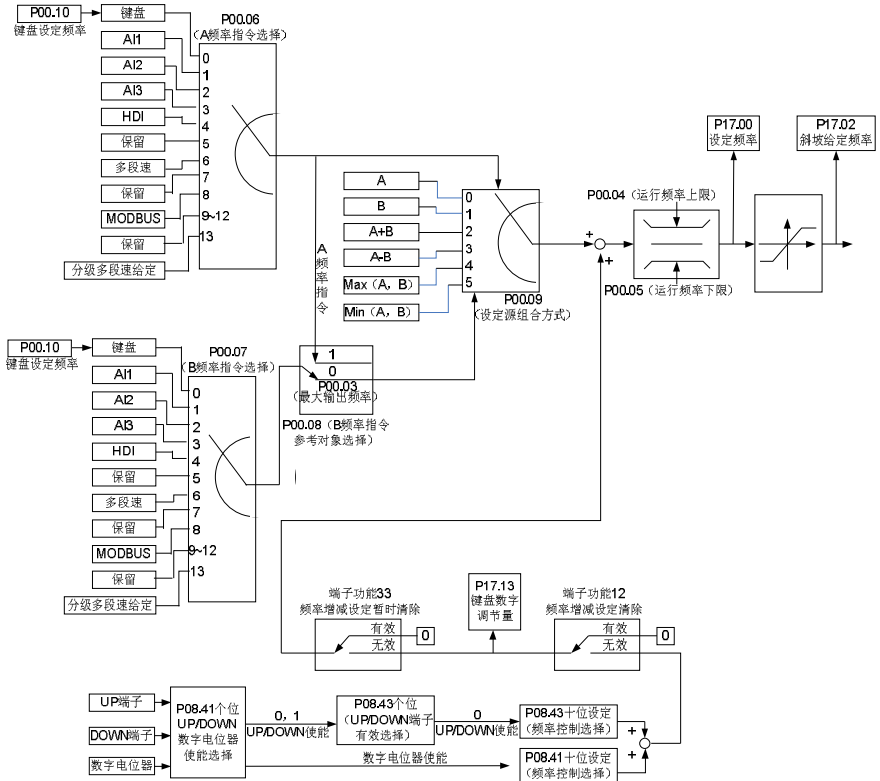 P00.10
键盘设定频率
键盘
AI1
AI2
AI3
HDI
保留
多段速
保留
MODBUS
保留
分级多段速给定
P00.06
(A频率指令选择)
0
1
2
3
4
5
6
7
8
9~12
13
A频率指令
A
B
A+B
A-B
Max(A，B)
Min(A，B)
0
1
2
3
4
5
P00.09
(设定源组合方式)
+
+
P00.04(运行频率上限)
P00.05(运行频率下限)
P17.00
设定频率
P17.02
斜坡给定频率
P00.10
键盘设定频率
键盘
AI1
AI2
AI3
HDI
保留
多段速
保留
MODBUS
保留
分级多段速给定
P00.07
(B频率指令选择)
0
1
2
3
4
5
6
7
8
9~12
13
1
0
P00.03
(最大输出频率)
P00.08(B频率指令
参考对象选择)
端子功能33
频率增减设定暂时清除
有效
无效
0
P17.13
键盘数字
调节量
端子功能12
频率增减设定清除
有效
无效
0
UP端子
DOWN端子
数字电位器
P08.41个位
UP/DOWN
数字电位器
使能选择
0，1
UP/DOWN使能
P08.43个位
(UP/DOWN端子
有效选择)
0
UP/DOWN使能
P08.43十位设定
(频率控制选择)
数字电位器使能
P08.41十位设定
(频率控制选择)
+
+